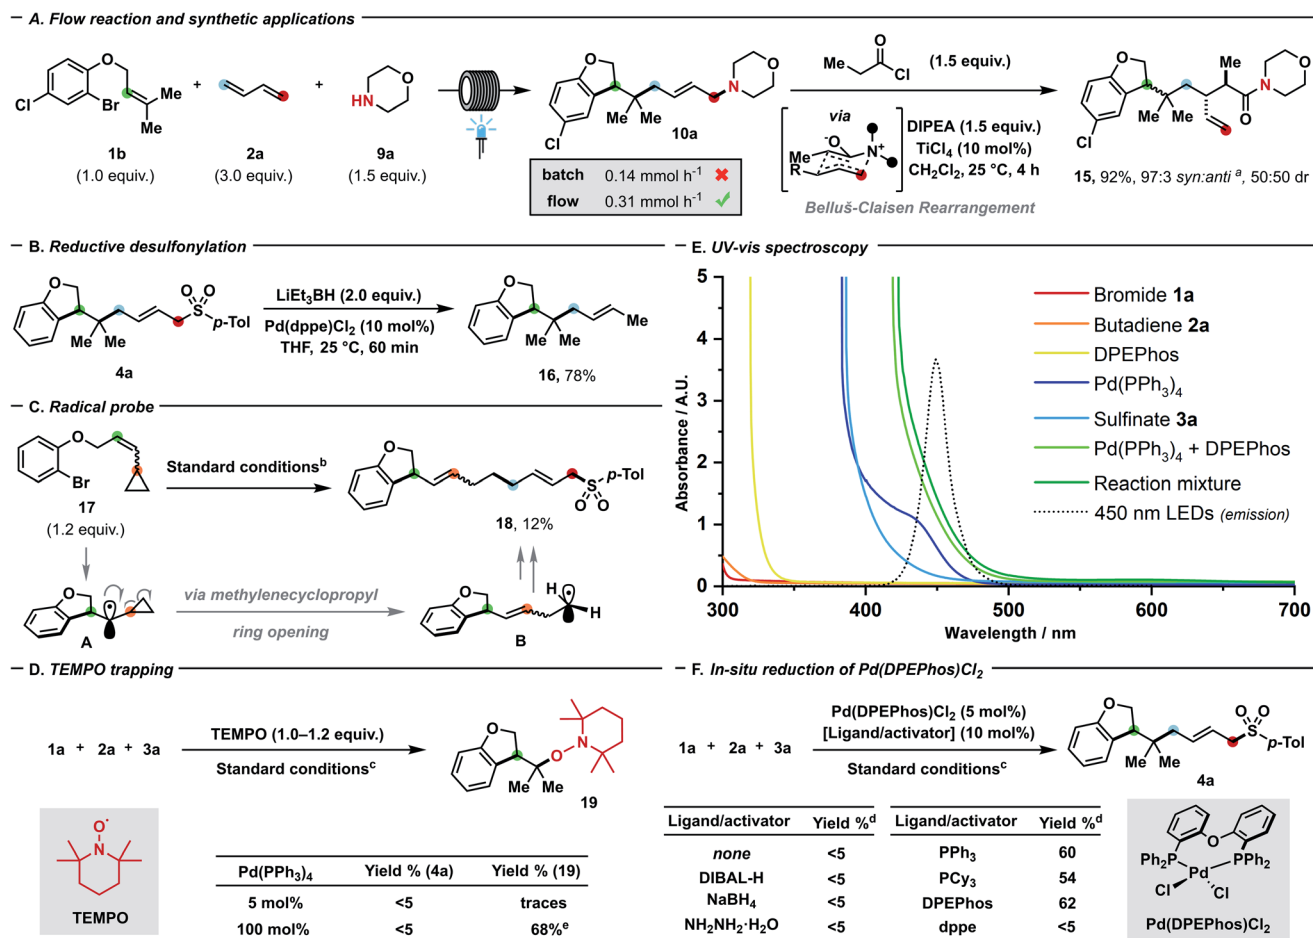 A. Flow reaction and synthetic applications
O
Cl
Br
Me
Me
1b
(1.0 equiv.)
+
2a
(3.0 equiv.)
+
O
HN
9a
(1.5 equiv.)
O
N
O
Me Me
Cl
10a
batch 0.14 mmol h⁻¹ ✖
flow 0.31 mmol h⁻¹ ✓
O
Cl
(1.5 equiv.)
via
⁻O
N⁺
Me
R
DIPEA (1.5 equiv.)
TiCl₄ (10 mol%)
CH₂Cl₂, 25 °C, 4 h
Belluš-Claisen Rearrangement
O
Me
N
O
Me Me
O
Cl
15, 92%, 97:3 syn:anti ᵃ, 50:50 dr
B. Reductive desulfonylation
O
O O
S
p-Tol
Me Me
4a
LiEt₃BH (2.0 equiv.)
Pd(dppe)Cl₂ (10 mol%)
THF, 25 °C, 60 min
O
Me
Me Me
16, 78%
C. Radical probe
O
Br
17
(1.2 equiv.)
Standard conditionsᵇ
O
S
p-Tol
O O
18, 12%
O
A
via methylenecyclopropyl
ring opening
O
H
H
B
D. TEMPO trapping
1a + 2a + 3a
TEMPO (1.0–1.2 equiv.)
Standard conditionsᶜ
O
O
N
Me Me
19
O•
N
TEMPO
Pd(PPh₃)₄ Yield % (4a) Yield % (19)
5 mol% <5 traces
100 mol% <5 68%ᵉ
E. UV-vis spectroscopy
Absorbance / A.U.
5
4
3
2
1
0
300 400 500 600 700
Wavelength / nm
Bromide 1a
Butadiene 2a
DPEPhos
Pd(PPh₃)₄
Sulfinate 3a
Pd(PPh₃)₄ + DPEPhos
Reaction mixture
450 nm LEDs (emission)
F. In-situ reduction of Pd(DPEPhos)Cl₂
1a + 2a + 3a
Pd(DPEPhos)Cl₂ (5 mol%)
[Ligand/activator] (10 mol%)
Standard conditionsᶜ
O
O O
S
p-Tol
Me Me
4a
Ligand/activator Yield %ᵈ Ligand/activator Yield %ᵈ
none <5 PPh₃ 60
DIBAL-H <5 PCy₃ 54
NaBH₄ <5 DPEPhos 62
NH₂NH₂·H₂O <5 dppe <5
O
Ph₂P PPh₂
Pd
Cl Cl
Pd(DPEPhos)Cl₂